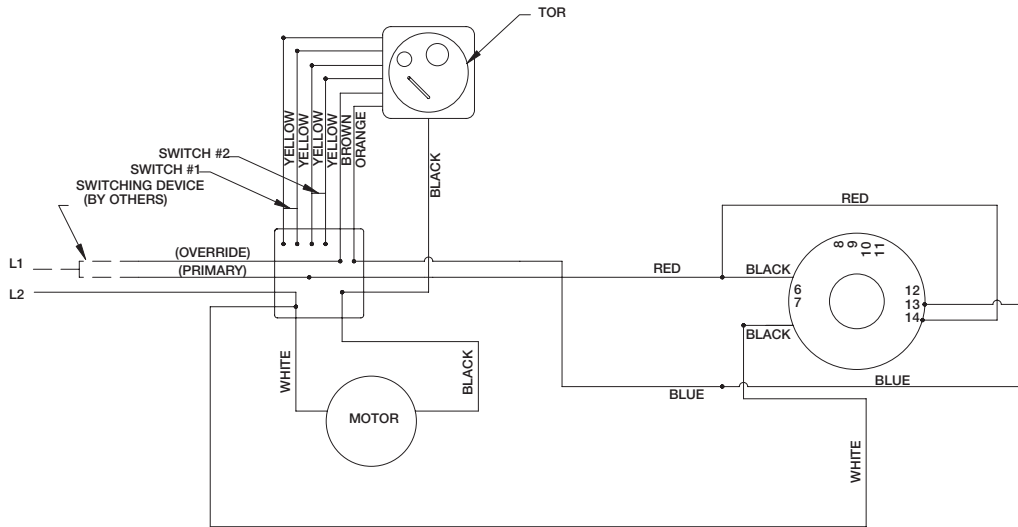 TOR
YELLOW
YELLOW
YELLOW
YELLOW
BROWN
ORANGE
BLACK
SWITCH #2
SWITCH #1
SWITCHING DEVICE
(BY OTHERS)
RED
(OVERRIDE)
L1
(PRIMARY)
RED
BLACK
L2
8
9
10
11
6
7
12
13
14
BLACK
WHITE
BLACK
BLUE
BLUE
MOTOR
WHITE